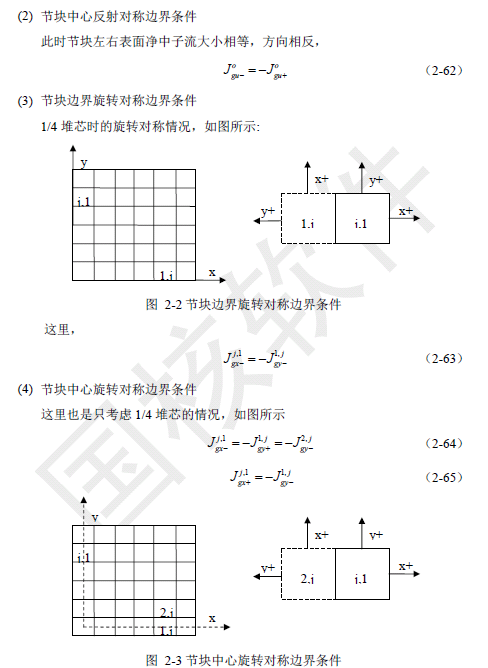 (2) 节块中心反射对称边界条件
此时节块左右表面净中子流大小相等，方向相反，
J^o_{gu−} = −J^o_{gu+} （2-62）
(3) 节块边界旋转对称边界条件
1/4 堆芯时的旋转对称情况，如图所示:
y
j,1
1,j
x
x+
y+
y+
1,j
j,1
x+
图 2-2 节块边界旋转对称边界条件
这里，
J^{j,1}_{gx−} = −J^{1,j}_{gy−} （2-63）
(4) 节块中心旋转对称边界条件
这里也是只考虑 1/4 堆芯的情况，如图所示
J^{j,1}_{gx−} = −J^{1,j}_{gy+} = −J^{2,j}_{gy−} （2-64）
J^{j,1}_{gx+} = −J^{1,j}_{gy−} （2-65）
y
j,1
2,j
1,j
x
x+
y+
y+
2,j
j,1
x+
图 2-3 节块中心旋转对称边界条件
国核软件